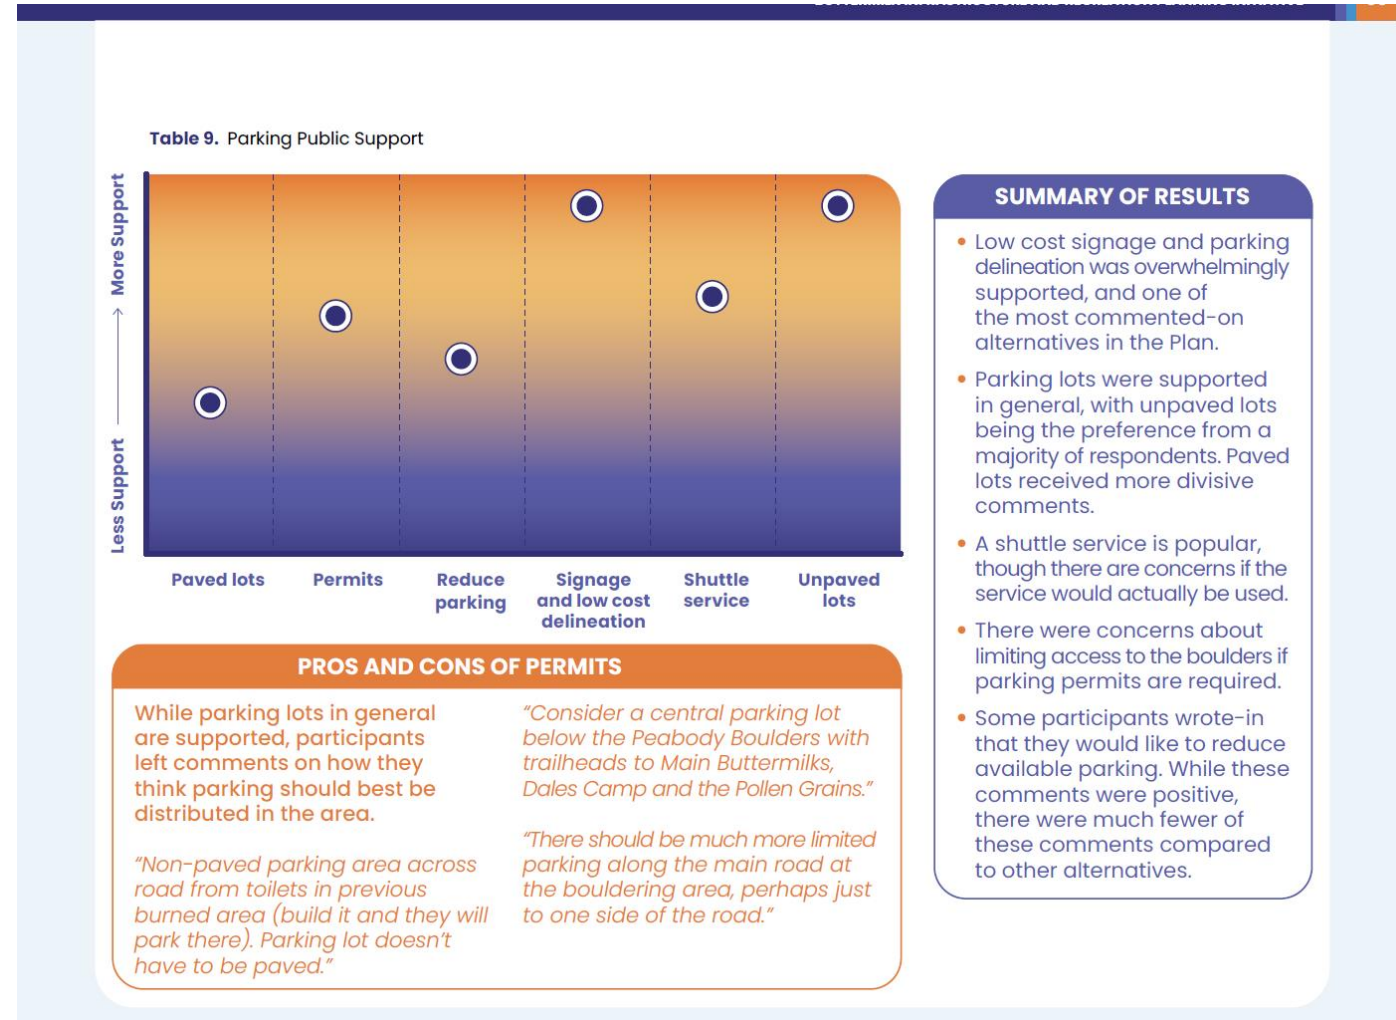 Table 9. Parking Public Support
More Support
Less Support
Paved lots
Permits
Reduce
parking
Signage
and low cost
delineation
Shuttle
service
Unpaved
lots
PROS AND CONS OF PERMITS
While parking lots in general
are supported, participants
left comments on how they
think parking should best be
distributed in the area.
“Non-paved parking area across
road from toilets in previous
burned area (build it and they will
park there). Parking lot doesn’t
have to be paved.”
“Consider a central parking lot
below the Peabody Boulders with
trailheads to Main Buttermilks,
Dales Camp and the Pollen Grains.”
“There should be much more limited
parking along the main road at
the bouldering area, perhaps just
to one side of the road.”
SUMMARY OF RESULTS
• Low cost signage and parking
delineation was overwhelmingly
supported, and one of
the most commented-on
alternatives in the Plan.
• Parking lots were supported
in general, with unpaved lots
being the preference from a
majority of respondents. Paved
lots received more divisive
comments.
• A shuttle service is popular,
though there are concerns if the
service would actually be used.
• There were concerns about
limiting access to the boulders if
parking permits are required.
• Some participants wrote-in
that they would like to reduce
available parking. While these
comments were positive,
there were much fewer of
these comments compared
to other alternatives.